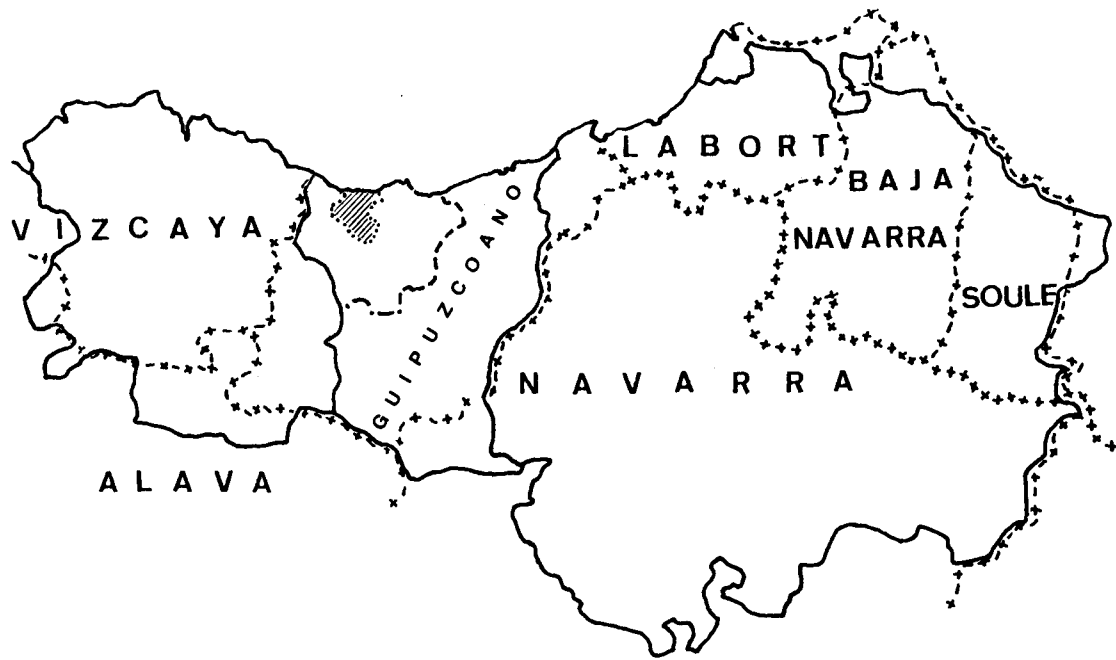 LABORT
BAJA
NAVARRA
VIZCAYA
GUIPUZCOANO
SOULE
NAVARRA
ALAVA